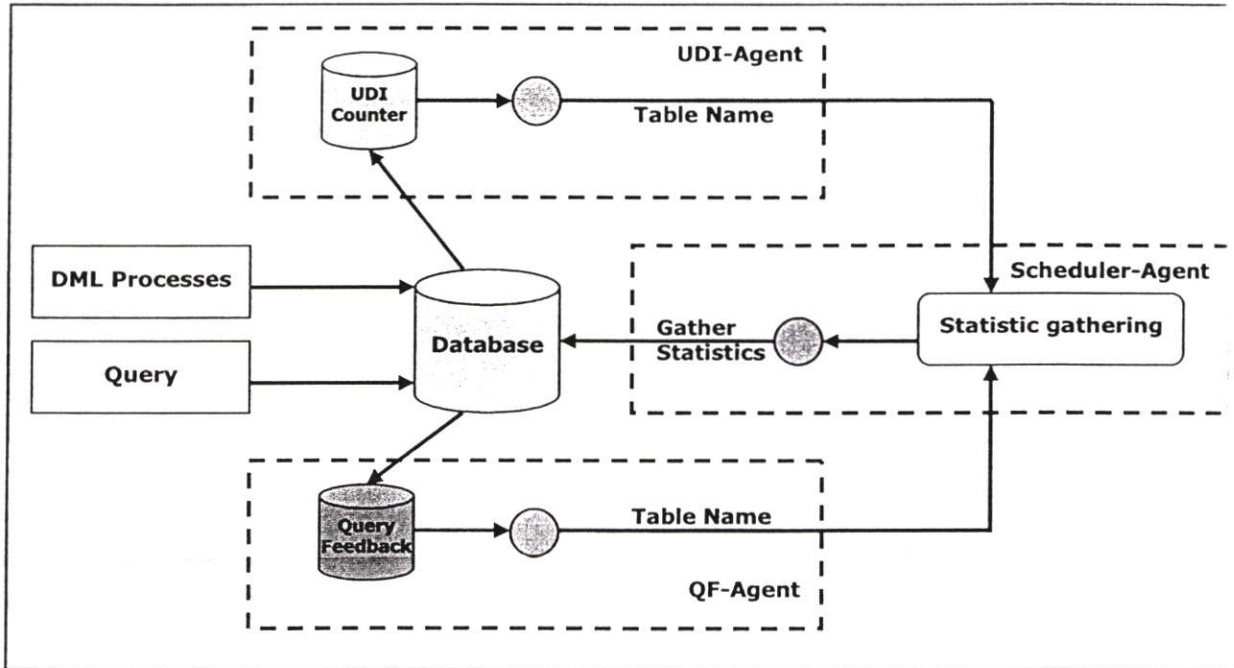 UDI-Agent
UDI
Counter
Table Name
DML Processes
Scheduler-Agent
Statistic gathering
Gather
Statistics
Database
Query
Query
Feedback
Table Name
QF-Agent